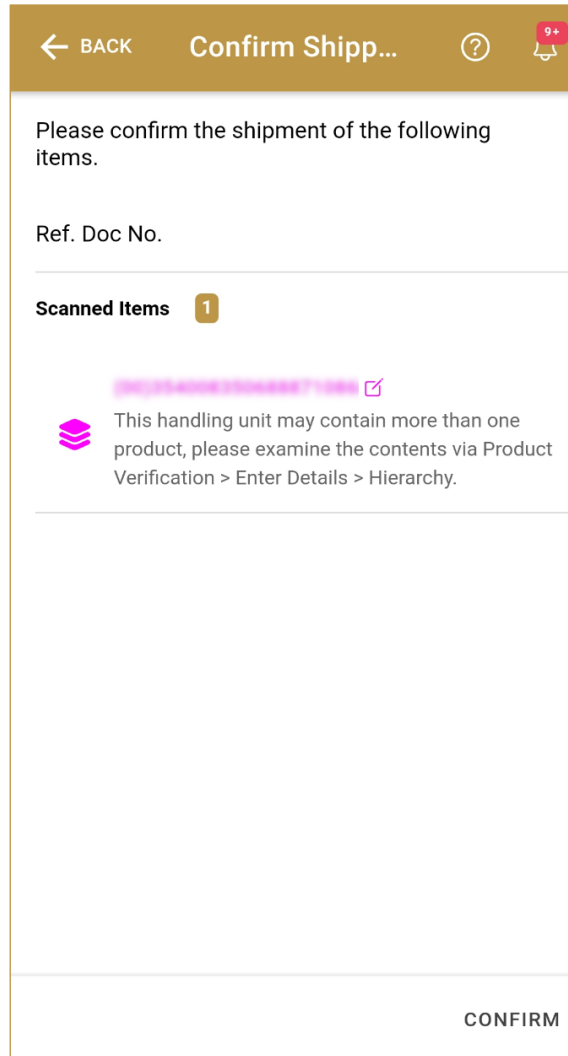 BACK
Confirm Shipp...
9+
Please confirm the shipment of the following
items.
Ref. Doc No.
Scanned Items 1
This handling unit may contain more than one
product, please examine the contents via Product
Verification > Enter Details > Hierarchy.
CONFIRM